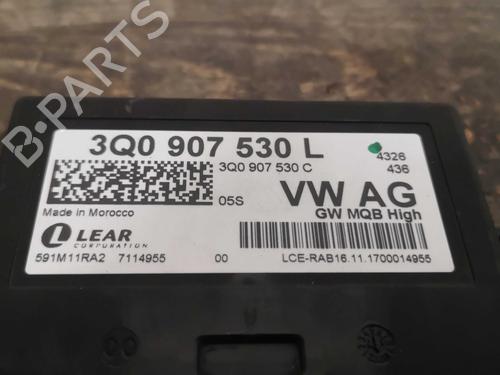 B-PARTS
3Q0 907 530 L
3Q0 907 530 C
4326
436
05S
VW AG
GW MQB High
Made in Morocco
LEAR
CORPORATION
591M11RA2 7114955 00
LCE-RAB16.11.1700014955